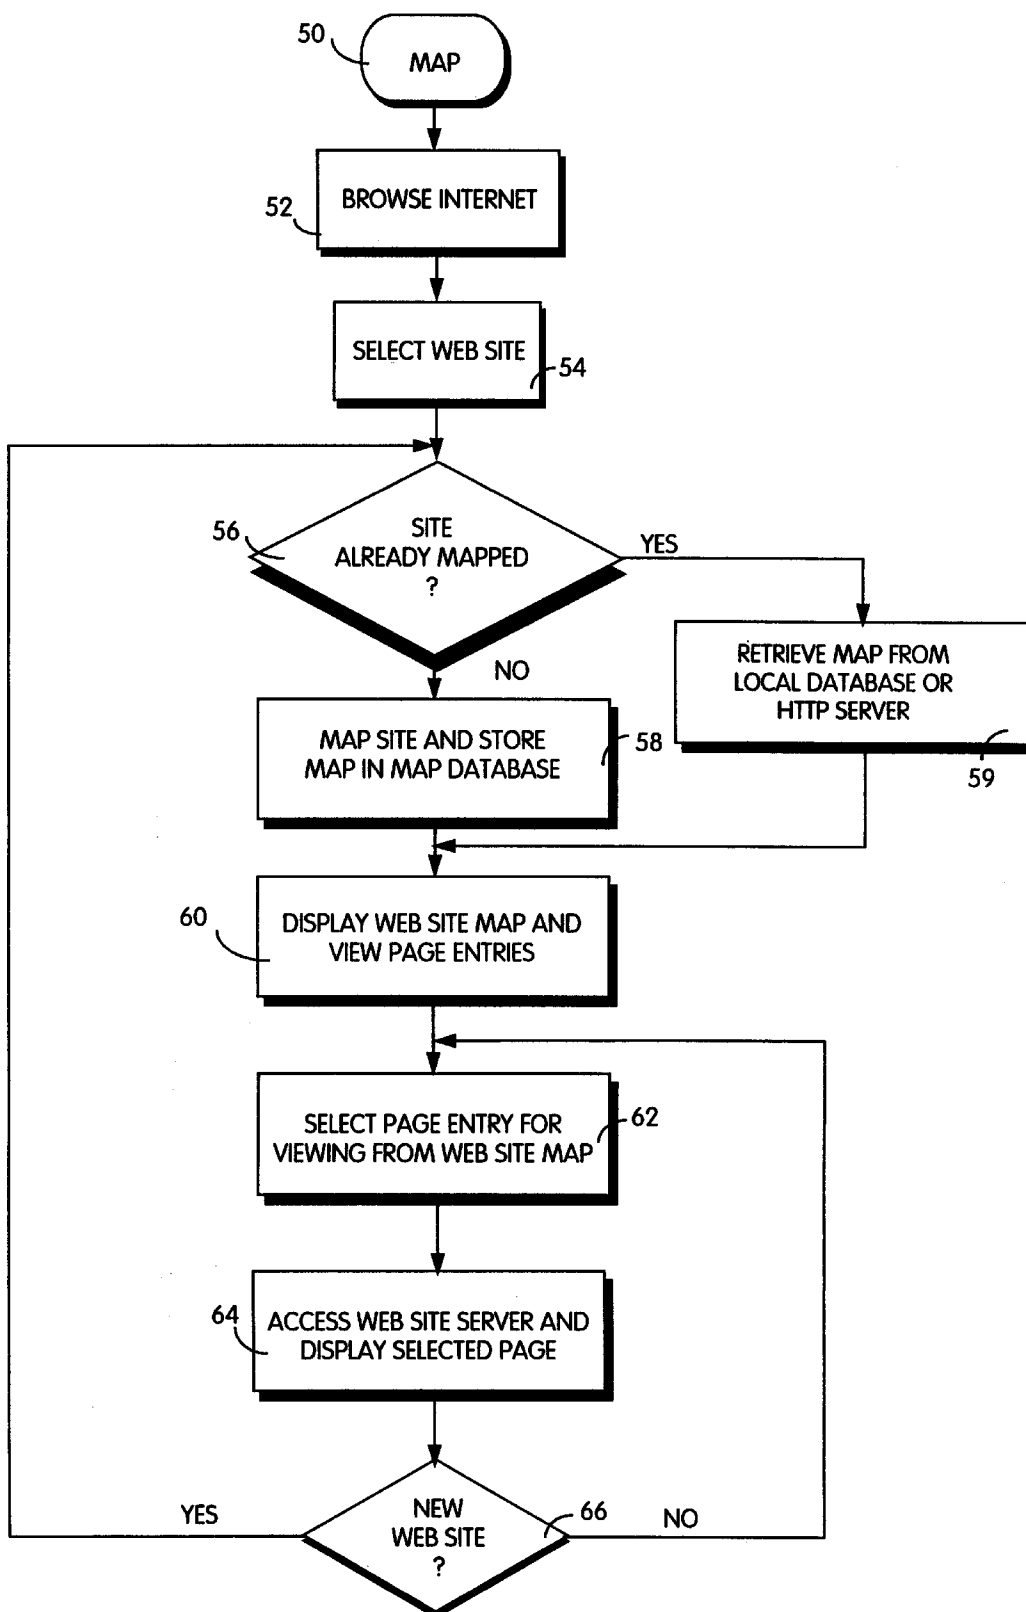 50
MAP
BROWSE INTERNET
52
SELECT WEB SITE
54
56
SITE
ALREADY MAPPED
?
YES
NO
RETRIEVE MAP FROM
LOCAL DATABASE OR
HTTP SERVER
59
MAP SITE AND STORE
MAP IN MAP DATABASE
58
60
DISPLAY WEB SITE MAP AND
VIEW PAGE ENTRIES
SELECT PAGE ENTRY FOR
VIEWING FROM WEB SITE MAP
62
64
ACCESS WEB SITE SERVER AND
DISPLAY SELECTED PAGE
YES
NEW
WEB SITE
?
66
NO